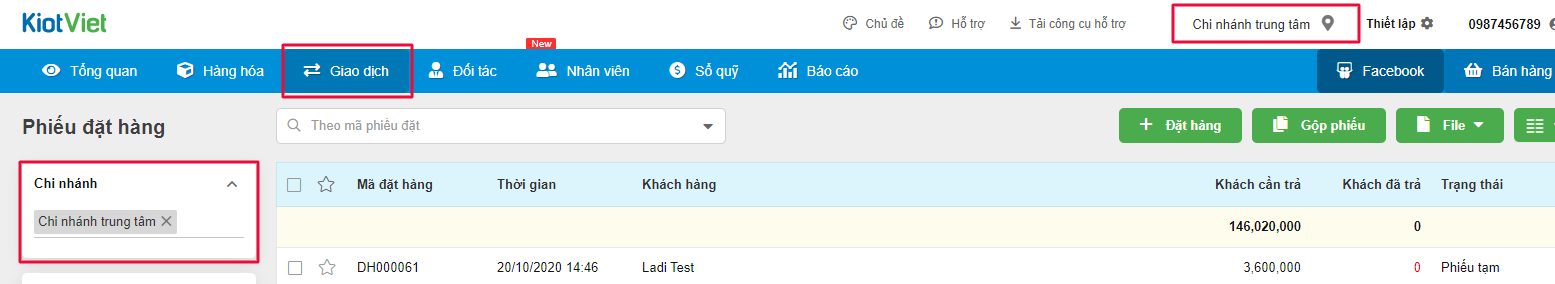 KiotViet Chủ đề Hỗ trợ Tải công cụ hỗ trợ Chi nhánh trung tâm Thiết lập 0987456789
New
Tổng quan Hàng hóa Giao dịch Đối tác Nhân viên Sổ quỹ Báo cáo Facebook Bán hàng
Phiếu đặt hàng Theo mã phiếu đặt Đặt hàng Gộp phiếu File
Chi nhánh
Chi nhánh trung tâm
Mã đặt hàng Thời gian Khách hàng Khách cần trả Khách đã trả Trạng thái
146,020,000 0
DH000061 20/10/2020 14:46 Ladi Test 3,600,000 0 Phiếu tạm